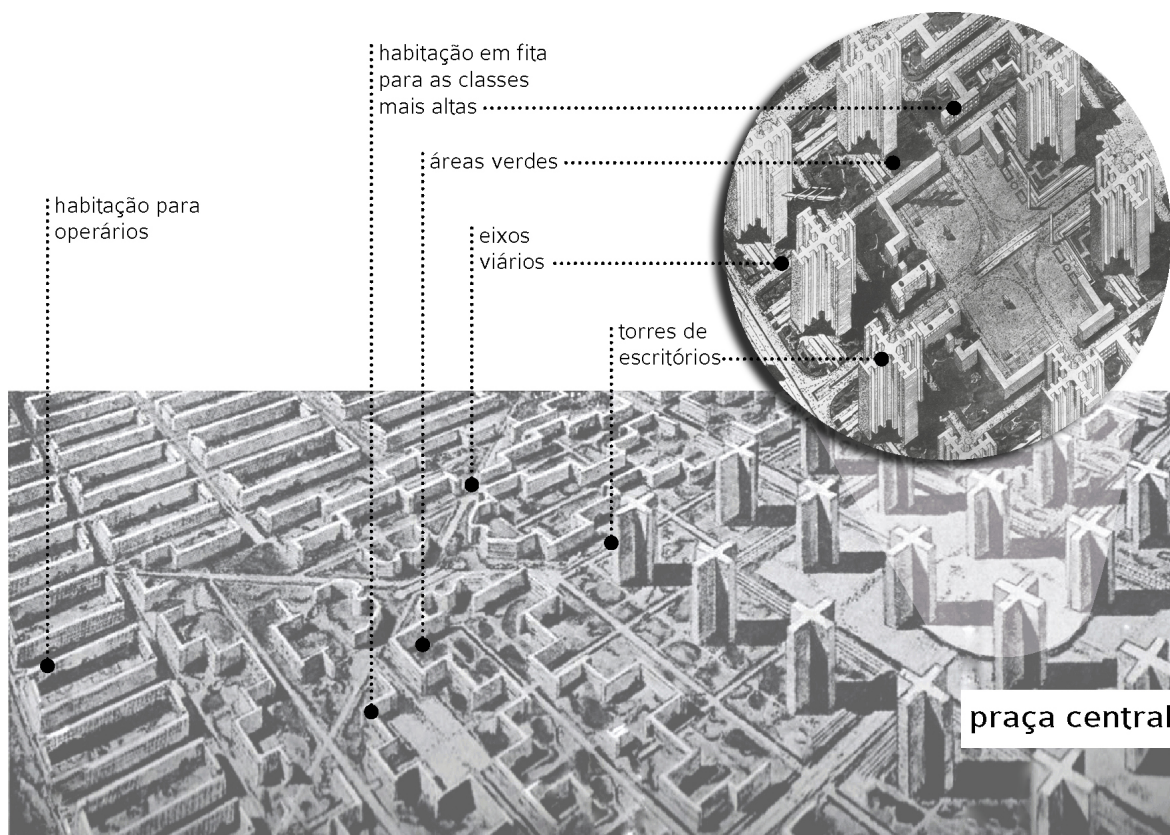 habitação em fita
para as classes
mais altas
áreas verdes
habitação para
operários
eixos
viários
torres de
escritórios
praça central